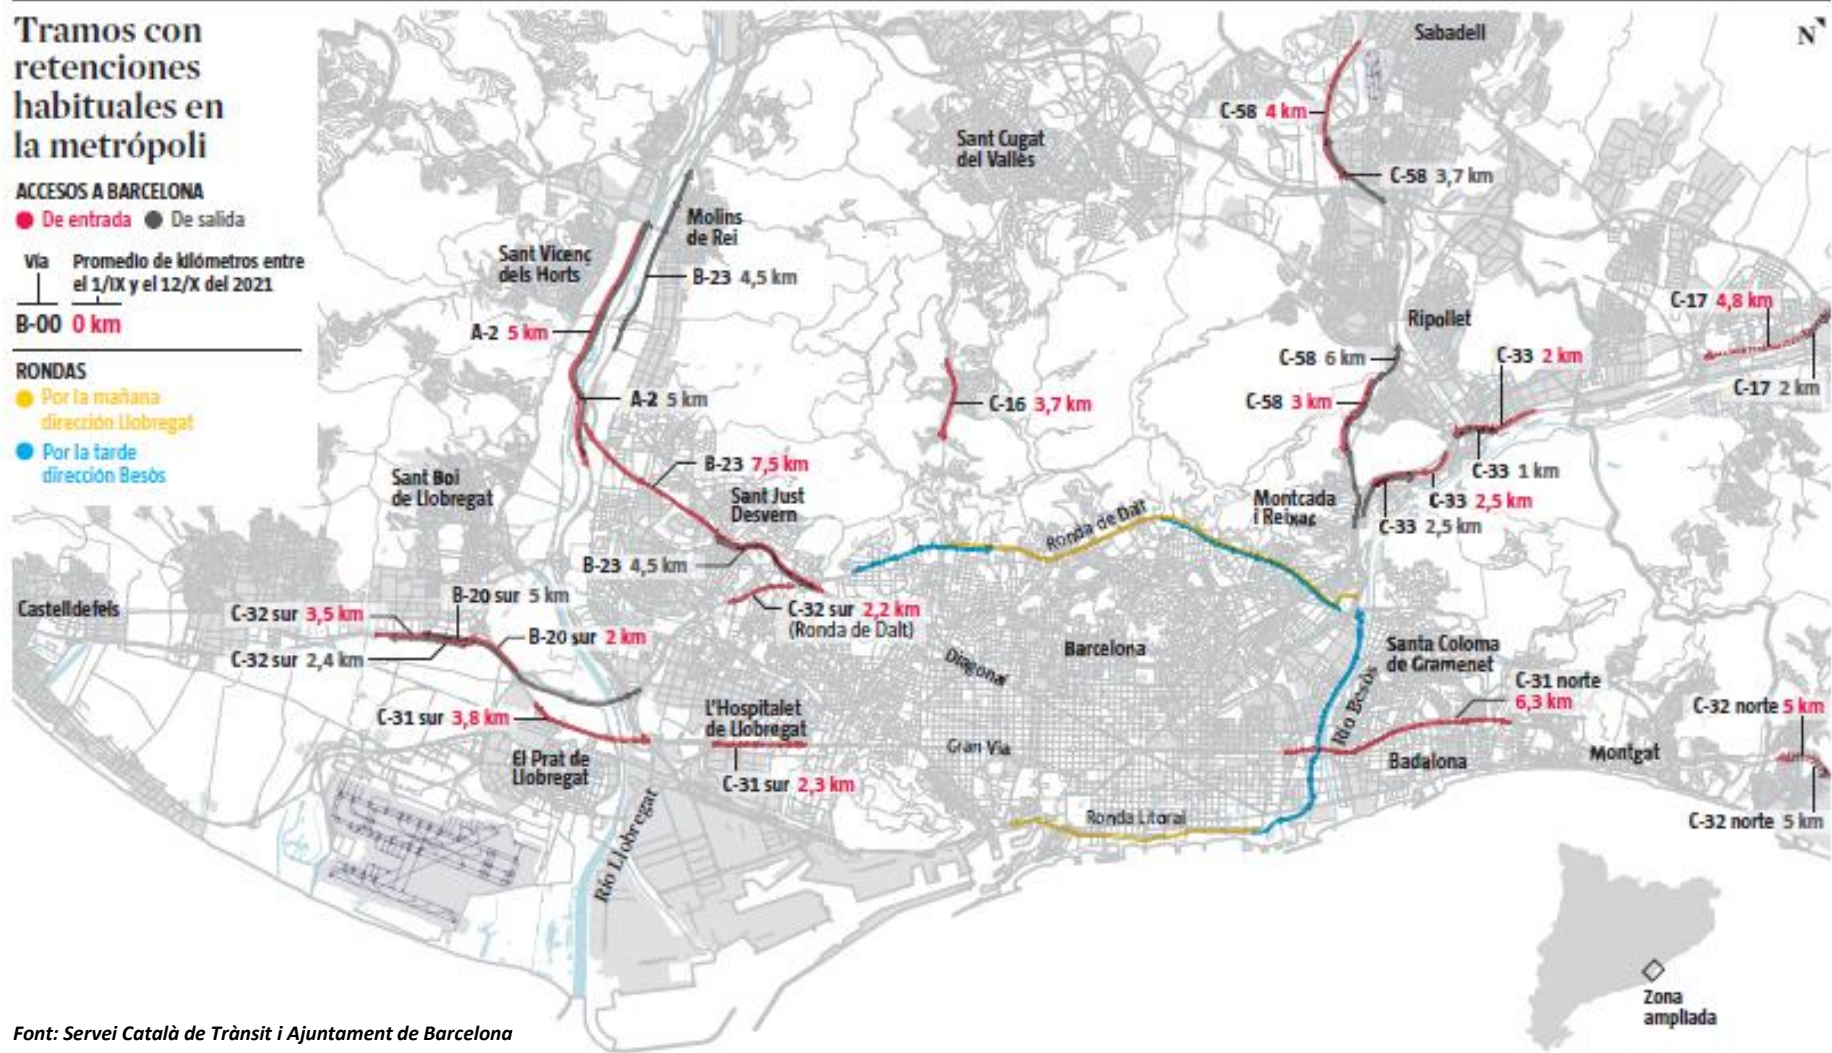 Tramos con
retenciones
habituales en
la metrópoli
ACCESOS A BARCELONA
De entrada De salida
Vía Promedio de kilómetros entre
el 1/IX y el 12/X del 2021
B-00 0 km
RONDAS
Por la mañana
dirección Llobregat
Por la tarde
dirección Besòs
N
Sabadell
C-58 4 km
Sant Cugat
del Vallès
C-58 3,7 km
Molins
de Rei
Sant Vicenç
dels Horts
B-23 4,5 km
C-17 4,8 km
A-2 5 km
Ripollet
C-58 6 km
C-33 2 km
C-17 2 km
A-2 5 km
C-16 3,7 km
C-58 3 km
B-23 7,5 km
C-33 1 km
Sant Boi
de Llobregat
Sant Just
Desvern
Montcada
i Reixac
C-33 2,5 km
C-33 2,5 km
Ronda de Dalt
B-23 4,5 km
Castelldefels
B-20 sur 5 km
C-32 sur 3,5 km
C-32 sur 2,2 km
(Ronda de Dalt)
B-20 sur 2 km
C-32 sur 2,4 km
Barcelona
Diagonal
Santa Coloma
de Gramenet
C-31 norte
6,3 km
Río Besòs
C-31 sur 3,8 km
L'Hospitalet
de Llobregat
C-32 norte 5 km
El Prat de
Llobregat
Gran Via
Badalona
Montgat
C-31 sur 2,3 km
Ronda Litoral
C-32 norte 5 km
Río Llobregat
Zona
ampliada
Font: Servei Català de Trànsit i Ajuntament de Barcelona